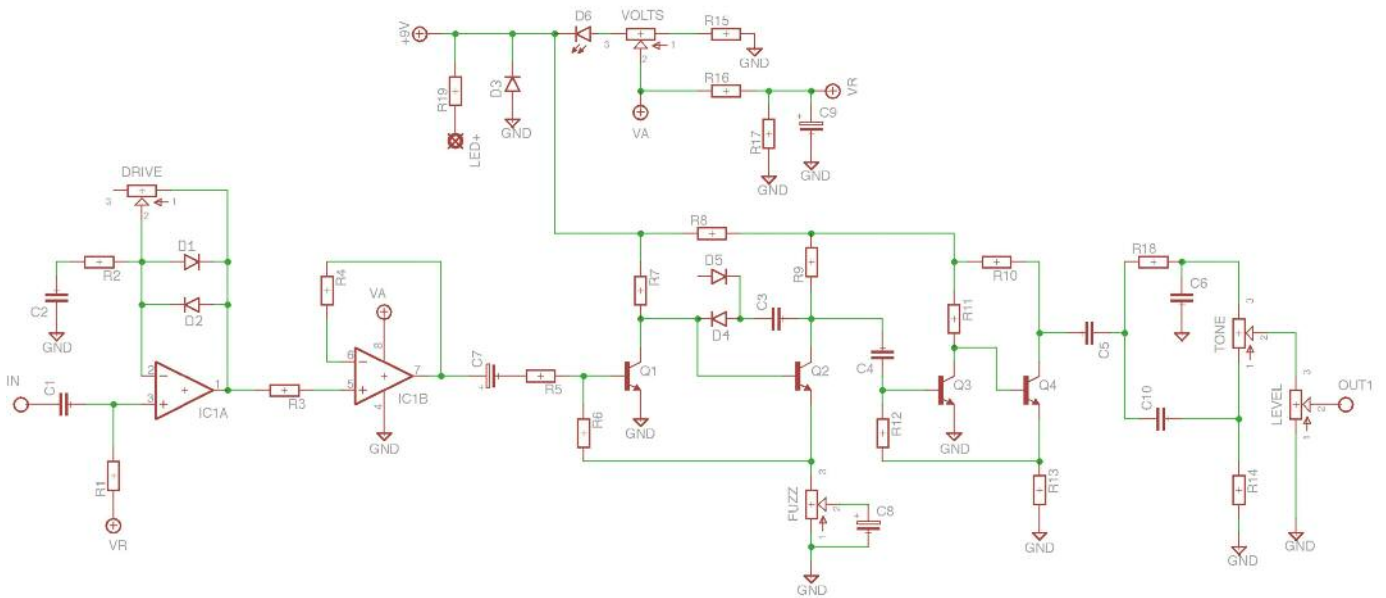 D6
VOLTS
R15
+9V
3
1
2
GND
R16
VR
R19
D3
C9
GND
VA
R17
LED+
GND
GND
DRIVE
3
1
2
R8
D1
D5
R2
R4
R7
R9
R10
R18
C2
D2
VA
C3
R11
C6
3
GND
D4
TONE
2
8
C5
1
IN
C1
2
1
6
7
C7
Q1
Q2
C4
Q3
Q4
3
3
IC1A
R3
5
IC1B
R5
C10
LEVEL
2
OUT1
4
GND
R6
GND
R12
GND
1
R1
3
R13
R14
FUZZ
2
C8
VR
1
GND
GND
GND
GND